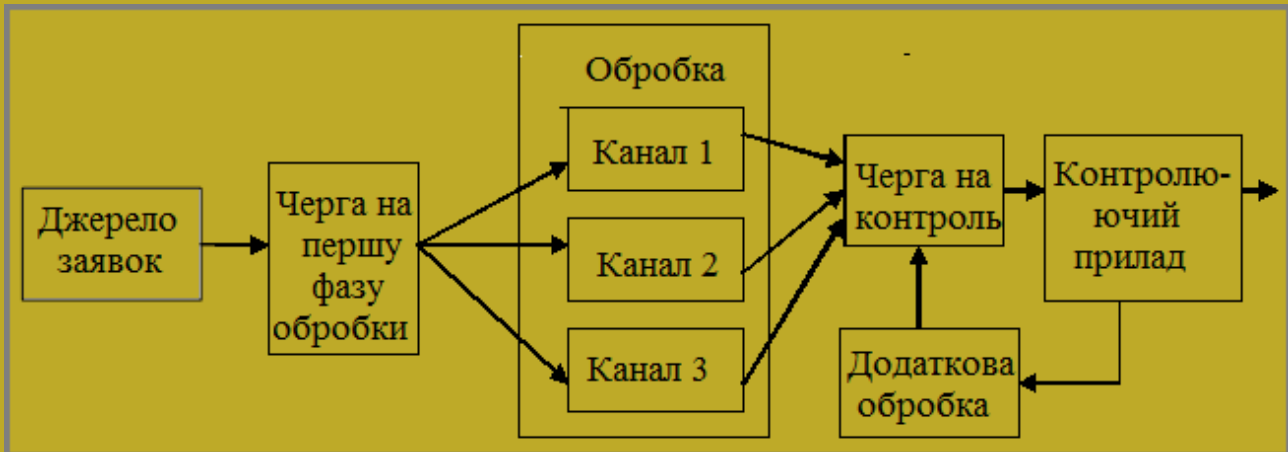 Джерело
заявок
Черга на
першу
фазу
обробки
Обробка
Канал 1
Канал 2
Канал 3
Черга на
контроль
Контролю-
ючий
прилад
Додаткова
обробка